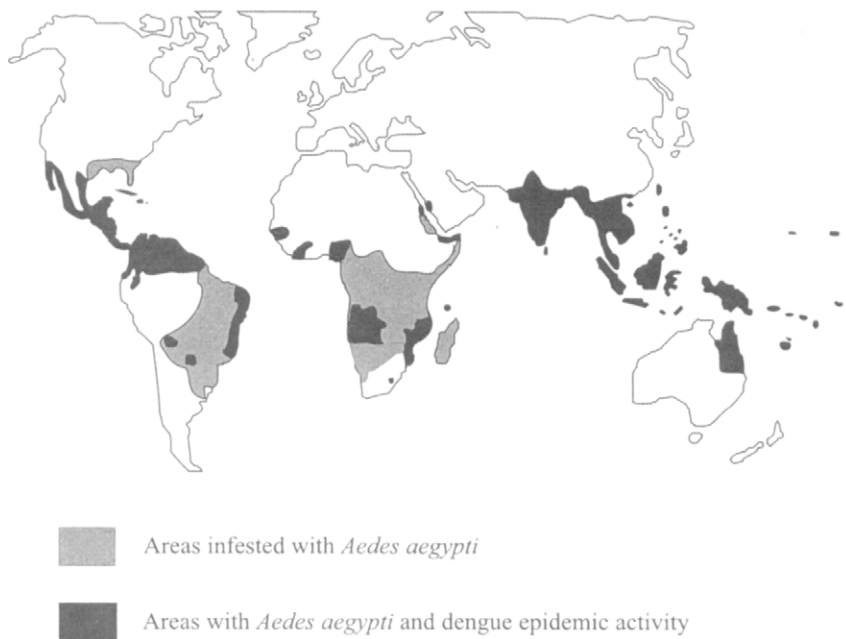 Areas infested with Aedes aegypti
Areas with Aedes aegypti and dengue epidemic activity